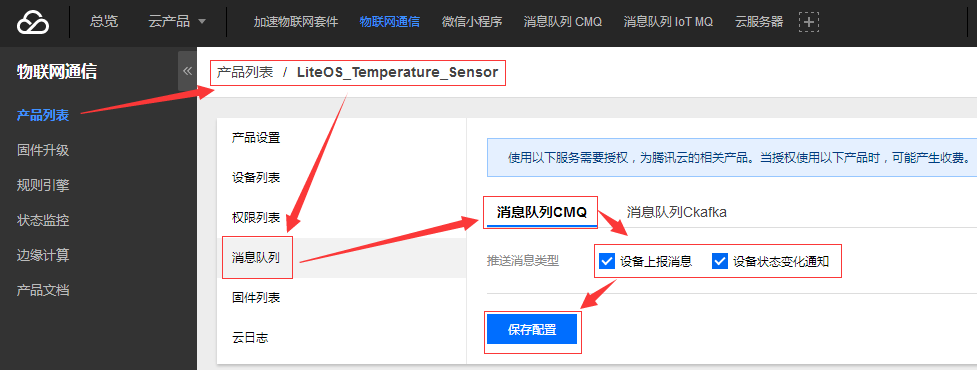 总览 云产品 加速物联网套件 物联网通信 微信小程序 消息队列 CMQ 消息队列 IoT MQ 云服务器
物联网通信
产品列表
固件升级
规则引擎
状态监控
边缘计算
产品文档
产品列表 / LiteOS_Temperature_Sensor
产品设置
设备列表
权限列表
消息队列
固件列表
云日志
使用以下服务需要授权，为腾讯云的相关产品。当授权使用以下产品时，可能产生收费。
消息队列CMQ 消息队列Ckafka
推送消息类型 设备上报消息 设备状态变化通知
保存配置